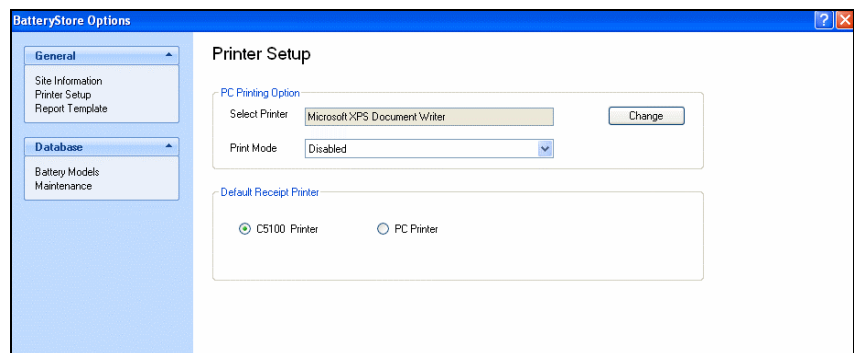 BatteryStore Options
General
Site Information
Printer Setup
Report Template
Database
Battery Models
Maintenance
Printer Setup
PC Printing Option
Select Printer Microsoft XPS Document Writer Change
Print Mode Disabled
Default Receipt Printer
C5100 Printer PC Printer